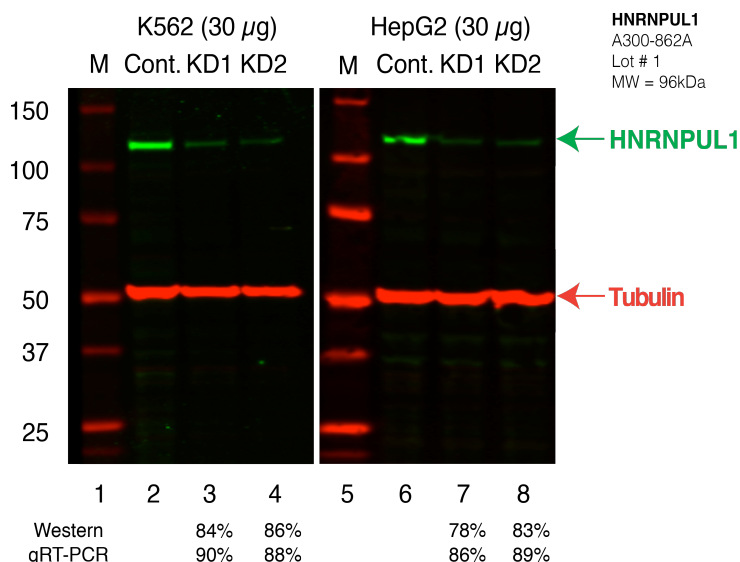 K562 (30 µg)
HepG2 (30 µg)
HNRNPUL1
A300-862A
Lot # 1
MW = 96kDa
M Cont. KD1 KD2
M Cont. KD1 KD2
150
100
75
50
37
25
HNRNPUL1
Tubulin
1 2 3 4 5 6 7 8
Western 84% 86% 78% 83%
qRT-PCR 90% 88% 86% 89%